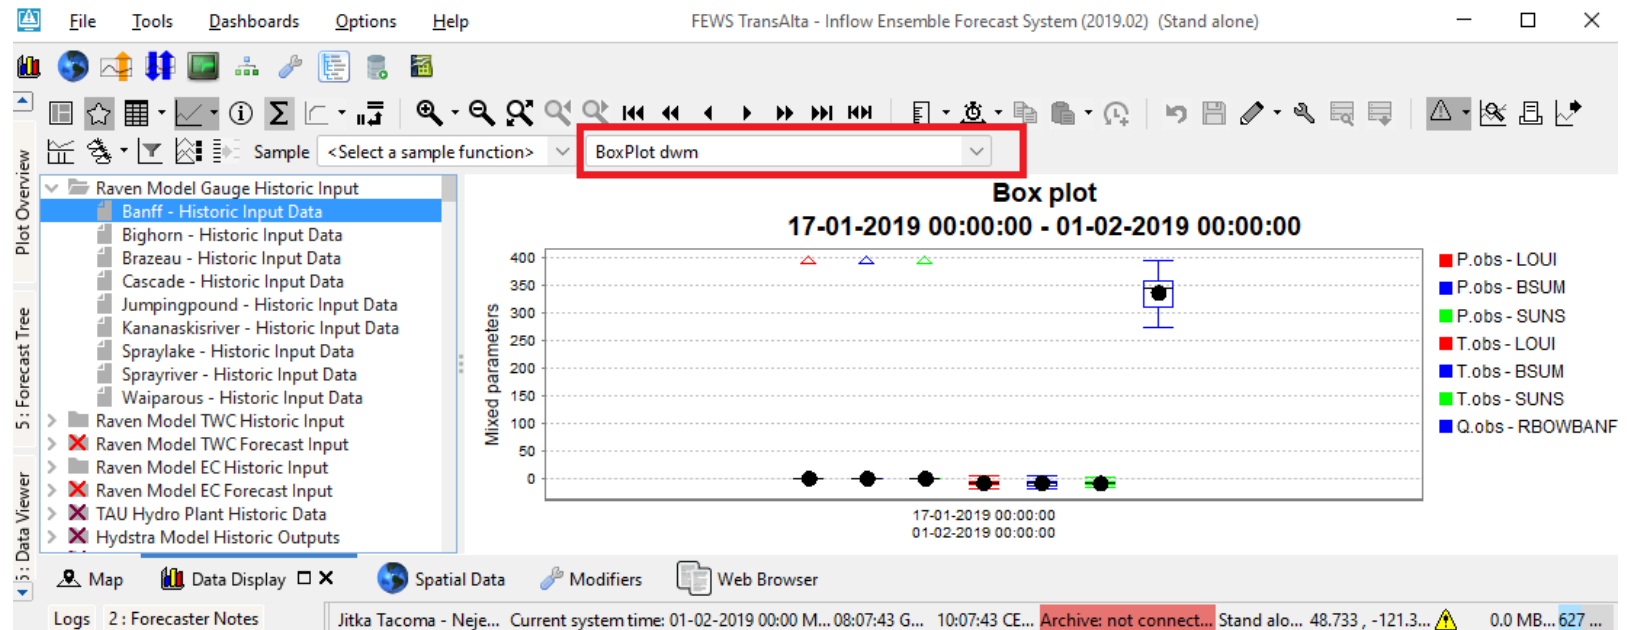 File Tools Dashboards Options Help FEWS TransAlta - Inflow Ensemble Forecast System (2019.02) (Stand alone)
Sample <Select a sample function> BoxPlot dwm
Plot Overview
5 : Forecast Tree
: Data Viewer
Raven Model Gauge Historic Input
Banff - Historic Input Data
Bighorn - Historic Input Data
Brazeau - Historic Input Data
Cascade - Historic Input Data
Jumpingpound - Historic Input Data
Kananaskisriver - Historic Input Data
Spraylake - Historic Input Data
Sprayriver - Historic Input Data
Waiparous - Historic Input Data
Raven Model TWC Historic Input
Raven Model TWC Forecast Input
Raven Model EC Historic Input
Raven Model EC Forecast Input
TAU Hydro Plant Historic Data
Hydstra Model Historic Outputs
Box plot
17-01-2019 00:00:00 - 01-02-2019 00:00:00
Mixed parameters
400
350
300
250
200
150
100
50
0
17-01-2019 00:00:00
01-02-2019 00:00:00
P.obs - LOUI
P.obs - BSUM
P.obs - SUNS
T.obs - LOUI
T.obs - BSUM
T.obs - SUNS
Q.obs - RBOWBANF
Map Data Display Spatial Data Modifiers Web Browser
Logs 2 : Forecaster Notes Jitka Tacoma - Neje... Current system time: 01-02-2019 00:00 M... 08:07:43 G... 10:07:43 CE... Archive: not connect... Stand alo... 48.733 , -121.3... 0.0 MB... 627 ...